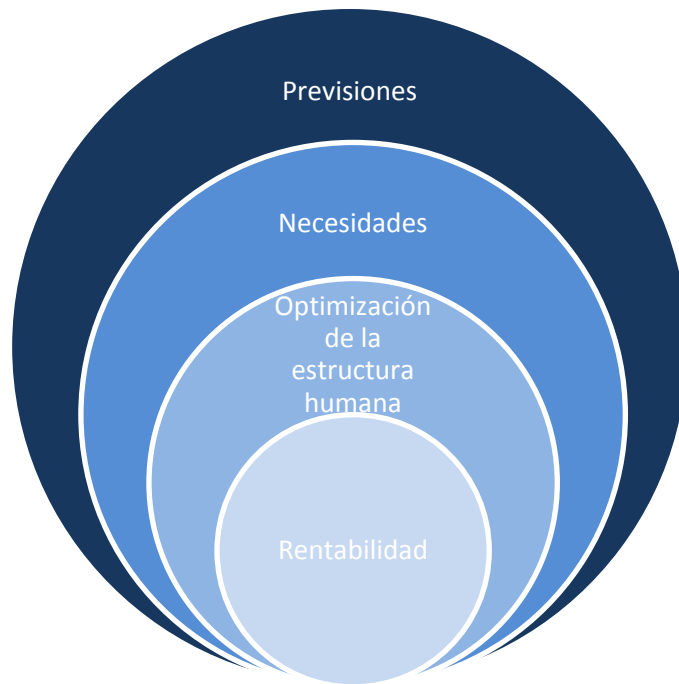 Previsiones
Necesidades
Optimización
de la
estructura
humana
Rentabilidad